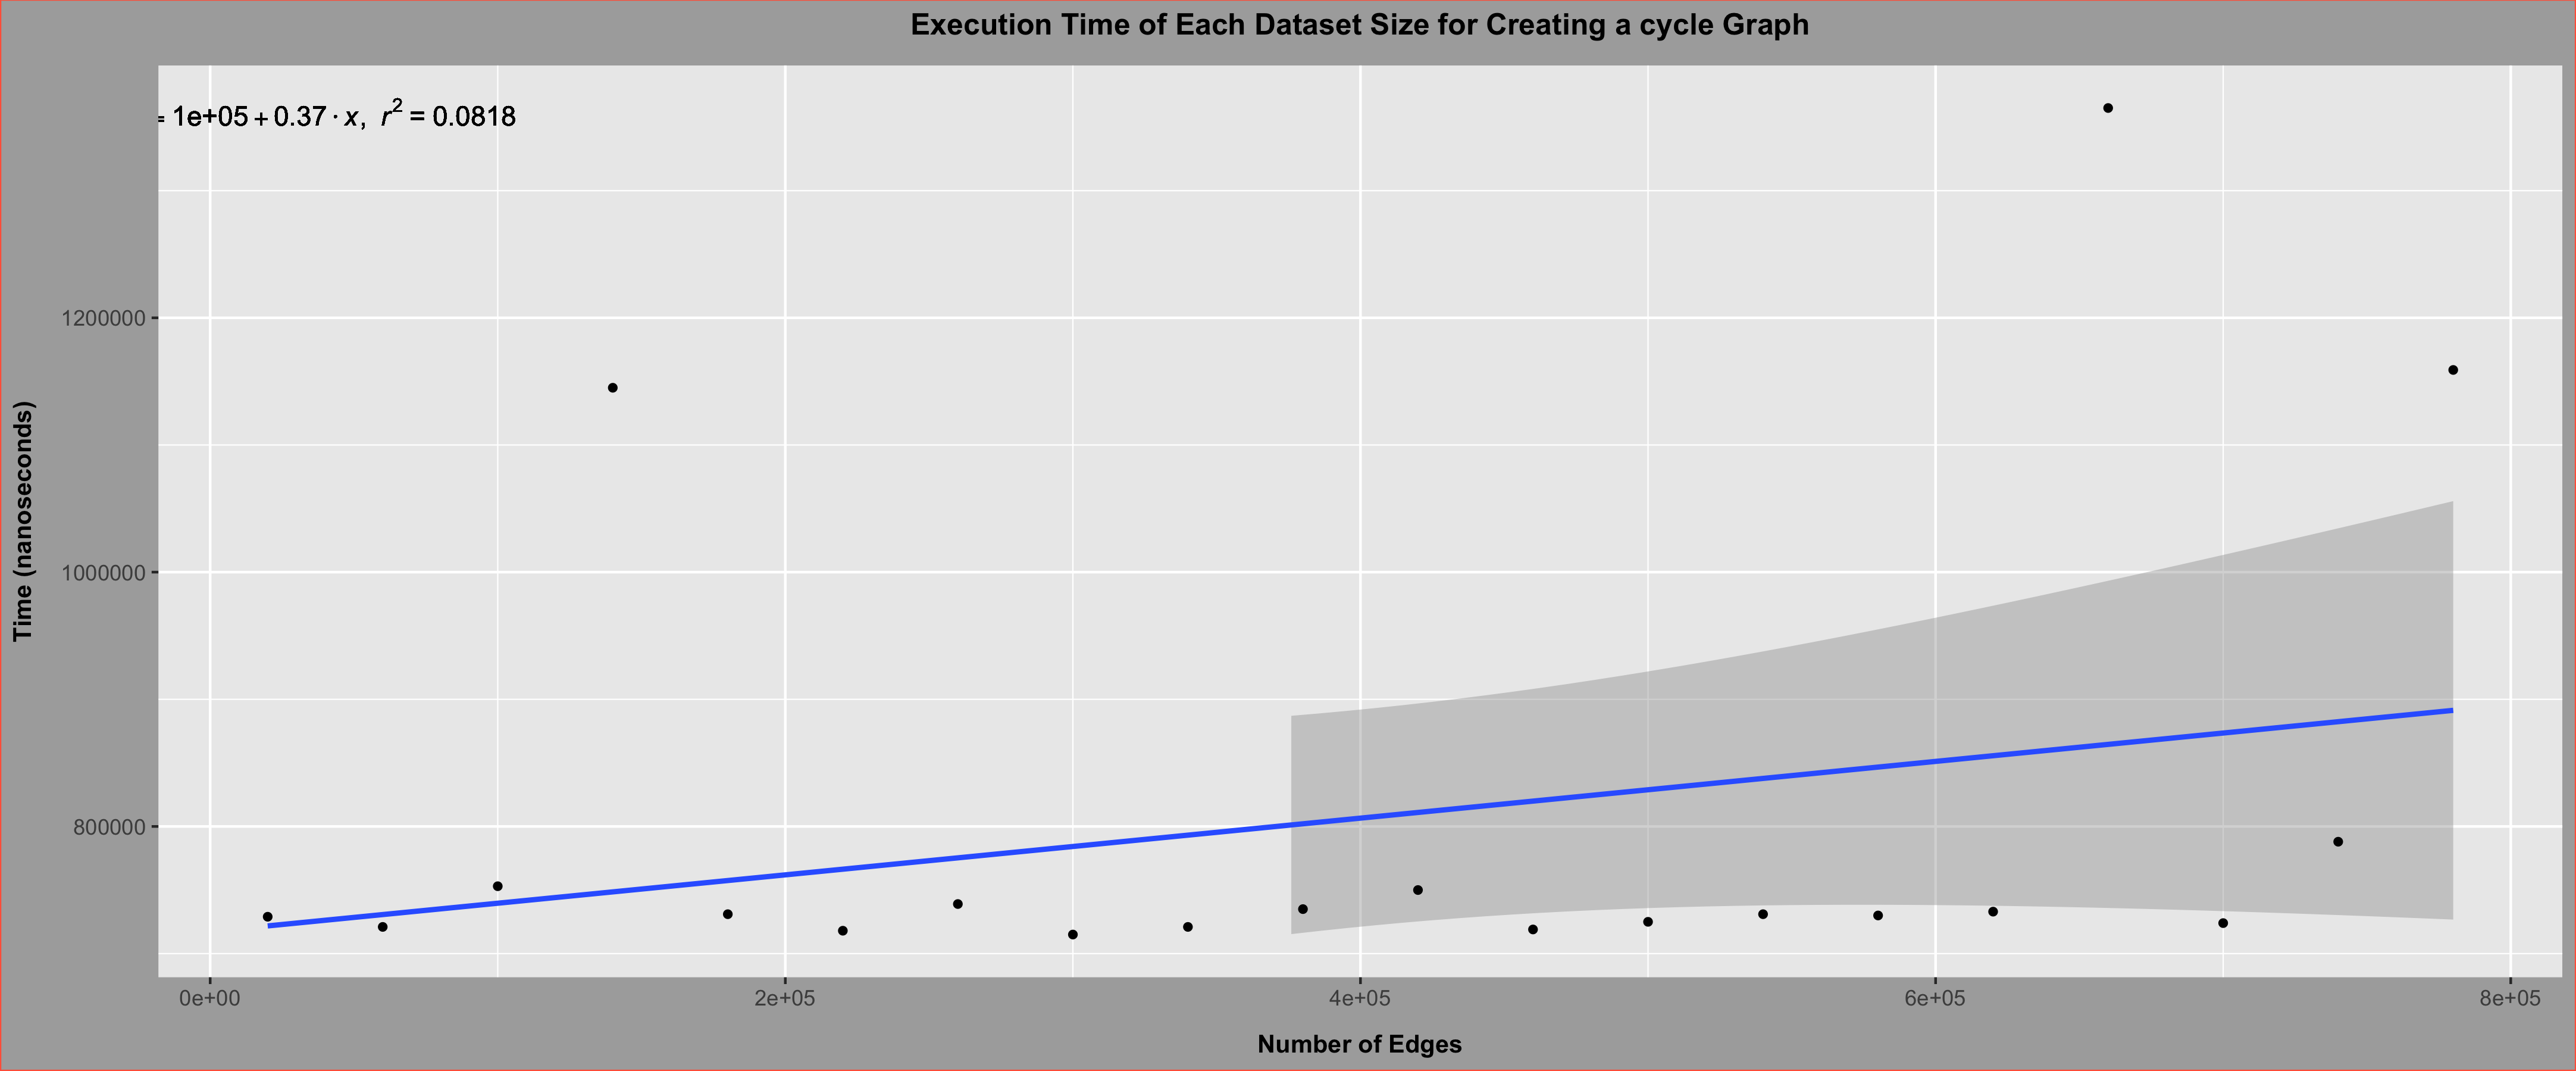 Execution Time of Each Dataset Size for Creating a cycle Graph
= 1e+05 + 0.37 · x, r² = 0.0818
1200000
1000000
800000
Time (nanoseconds)
0e+00 2e+05 4e+05 6e+05 8e+05
Number of Edges